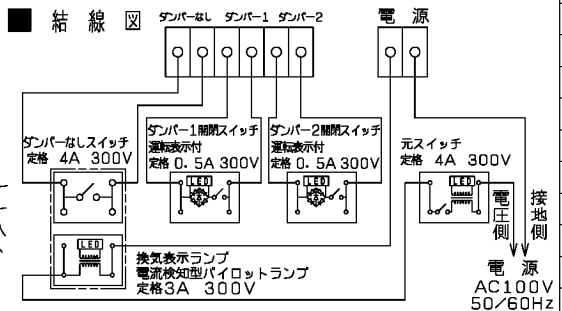 ■ 結線図
ダンパーなし ダンパー1 ダンパー2
電源
ダンパーなしスイッチ
定格 4A 300V
ダンパー1開閉スイッチ
運転表示付
定格 0.5A 300V
ダンパー2開閉スイッチ
運転表示付
定格 0.5A 300V
元スイッチ
定格 4A 300V
LED
LED
LED
LED
換気表示ランプ
電流検知型パイロットランプ
定格3A 300V
電圧側
接地側
電源
AC100V
50/60Hz